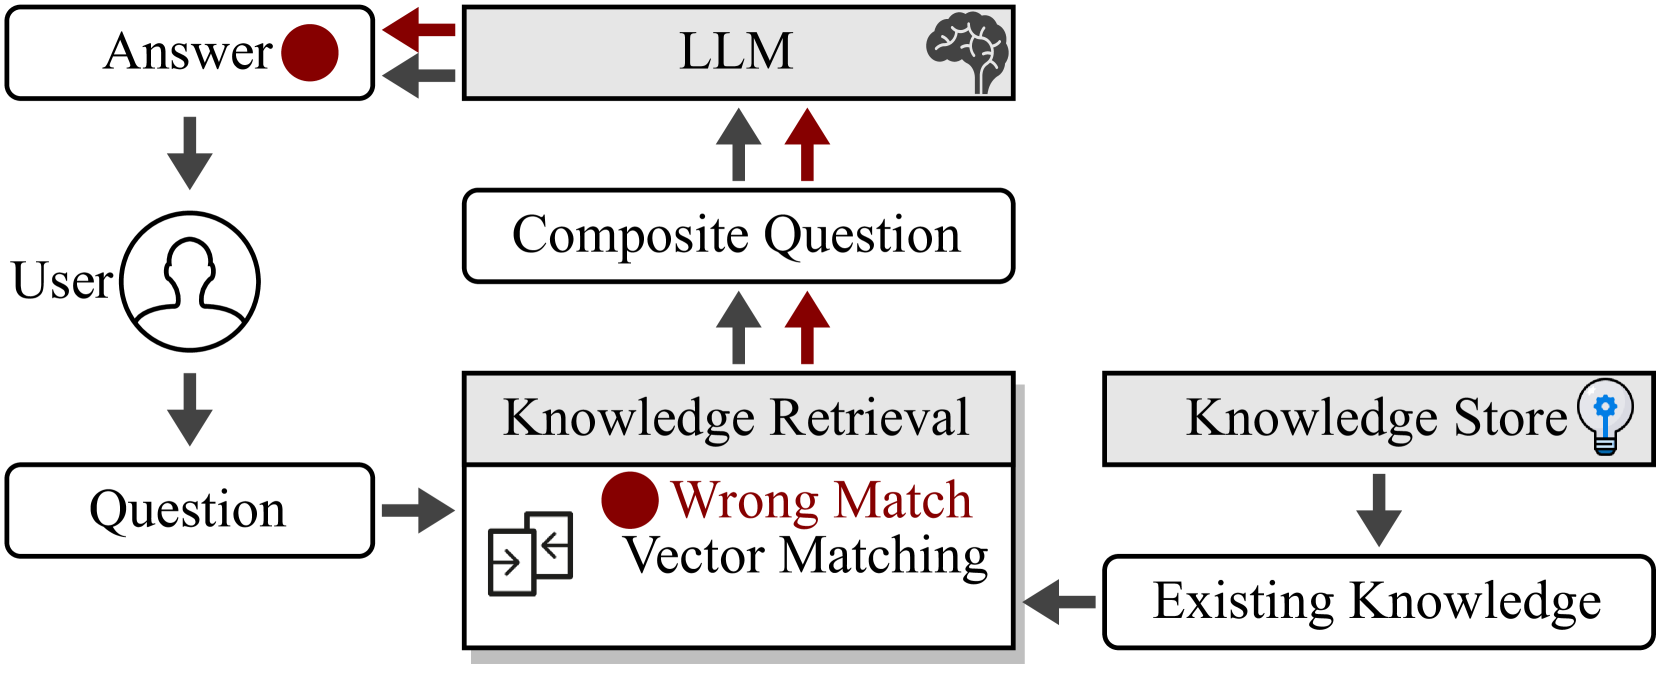 Answer
LLM
User
Composite Question
Knowledge Retrieval
Knowledge Store
Question
Wrong Match
Vector Matching
Existing Knowledge